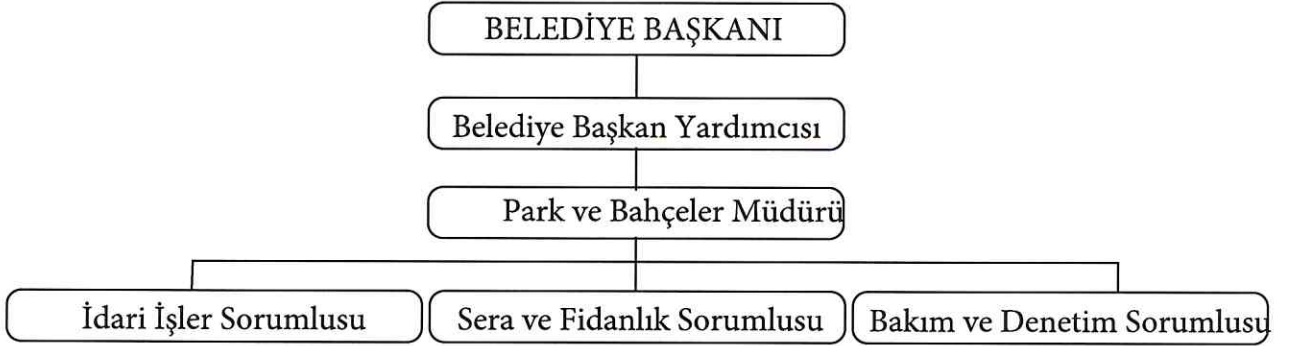 BELEDİYE BAŞKANI
Belediye Başkan Yardımcısı
Park ve Bahçeler Müdürü
İdari İşler Sorumlusu
Sera ve Fidanlık Sorumlusu
Bakım ve Denetim Sorumlusu